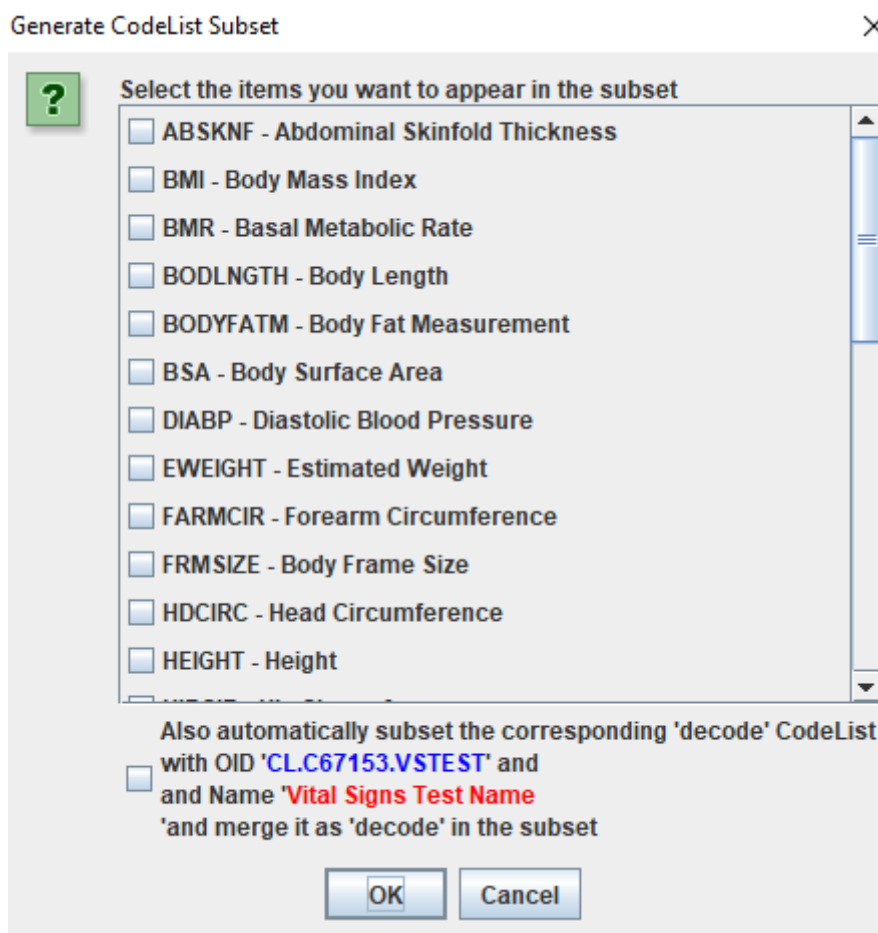 Generate CodeList Subset
?
Select the items you want to appear in the subset
ABSKNF - Abdominal Skinfold Thickness
BMI - Body Mass Index
BMR - Basal Metabolic Rate
BODLNGTH - Body Length
BODYFATM - Body Fat Measurement
BSA - Body Surface Area
DIABP - Diastolic Blood Pressure
EWEIGHT - Estimated Weight
FARMCIR - Forearm Circumference
FRMSIZE - Body Frame Size
HDCIRC - Head Circumference
HEIGHT - Height
Also automatically subset the corresponding 'decode' CodeList
with OID 'CL.C67153.VSTEST' and
and Name 'Vital Signs Test Name
'and merge it as 'decode' in the subset
OK
Cancel